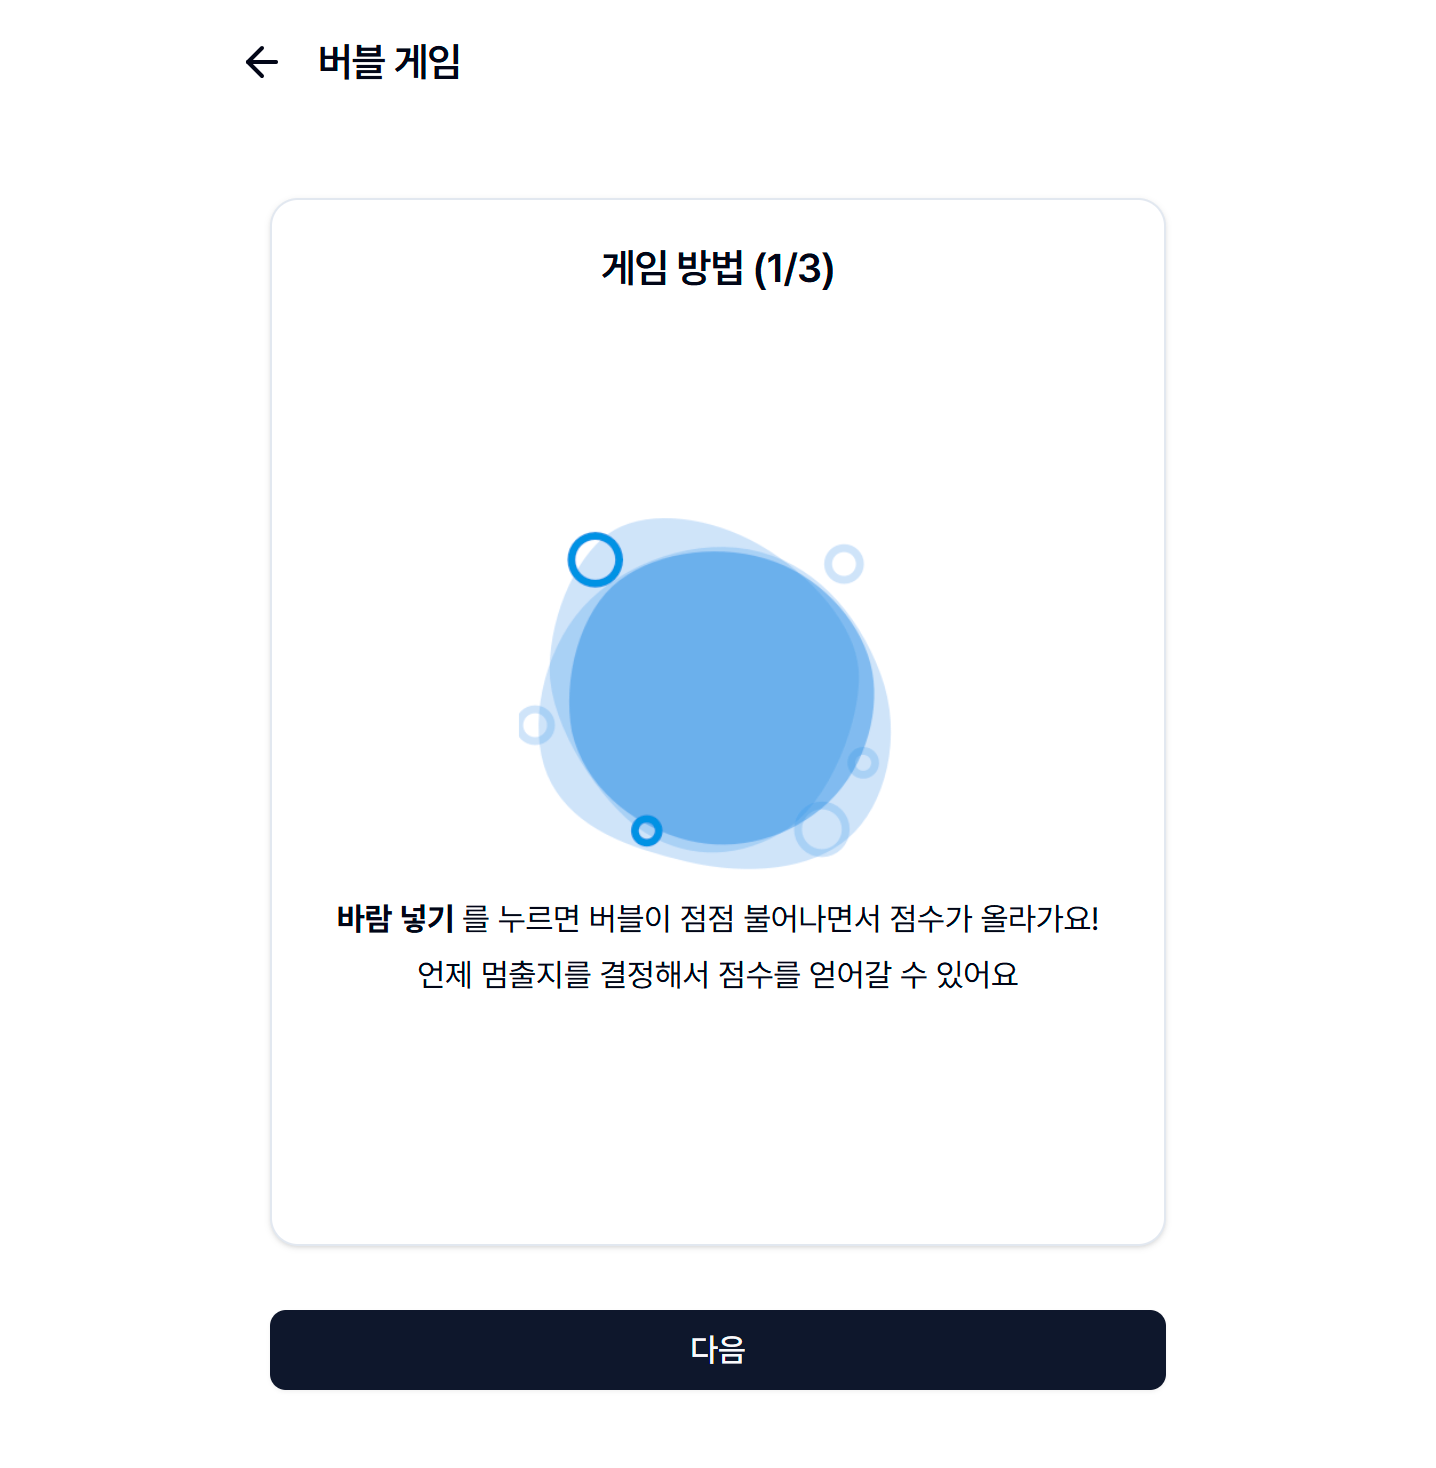 버블 게임
게임 방법 (1/3)
바람 넣기 를 누르면 버블이 점점 불어나면서 점수가 올라가요!
언제 멈출지를 결정해서 점수를 얻어갈 수 있어요
다음